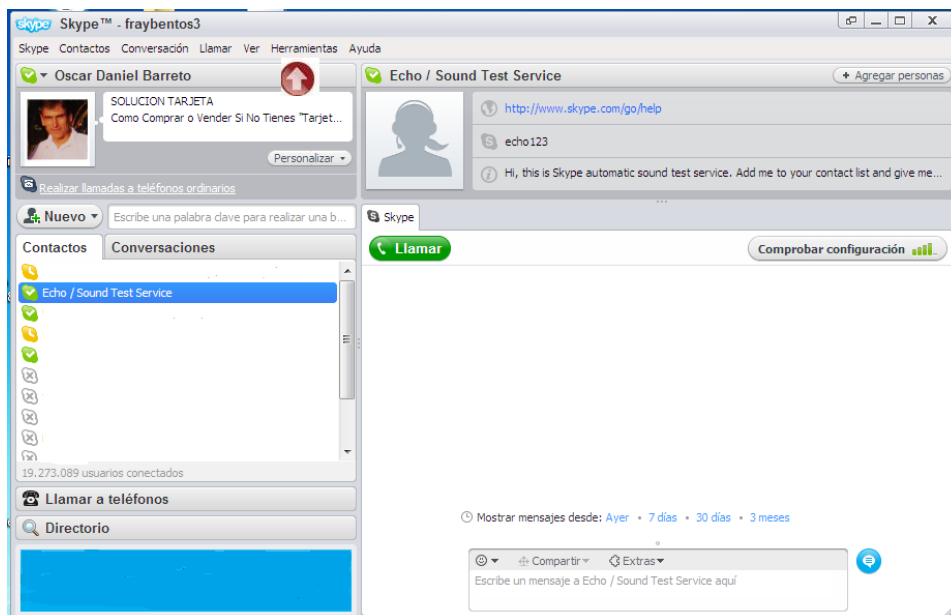 Skype™ - fraybentos3
Skype Contactos Conversación Llamar Ver Herramientas Ayuda
Oscar Daniel Barreto
SOLUCION TARJETA
Como Comprar o Vender Si No Tienes "Tarjet...
Personalizar
Realizar llamadas a teléfonos ordinarios
Nuevo
Escribe una palabra clave para realizar una b...
Contactos Conversaciones
Echo / Sound Test Service
19.273.089 usuarios conectados
Llamar a teléfonos
Directorio
Echo / Sound Test Service
+ Agregar personas
http://www.skype.com/go/help
echo123
Hi, this is Skype automatic sound test service. Add me to your contact list and give me...
Skype
Llamar
Comprobar configuración
Mostrar mensajes desde: Ayer • 7 días • 30 días • 3 meses
Compartir Extras
Escribe un mensaje a Echo / Sound Test Service aquí